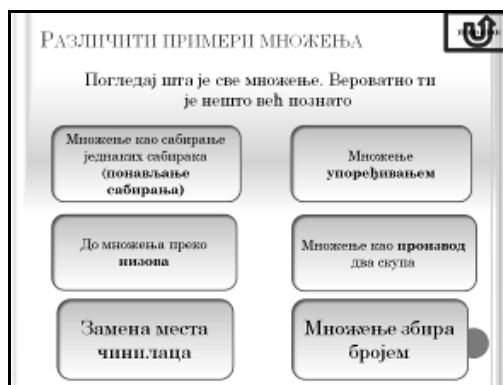 Различити примери множења
Погледај шта је све множење. Вероватно ти
је нешто већ познато
Множење као сабирање
једнаких сабирака
(понављање
сабирања)
Множење
упоређивањем
До множења преко
низова
Множење као производ
два скупа
Замена места
чинилаца
Множење збира
бројем